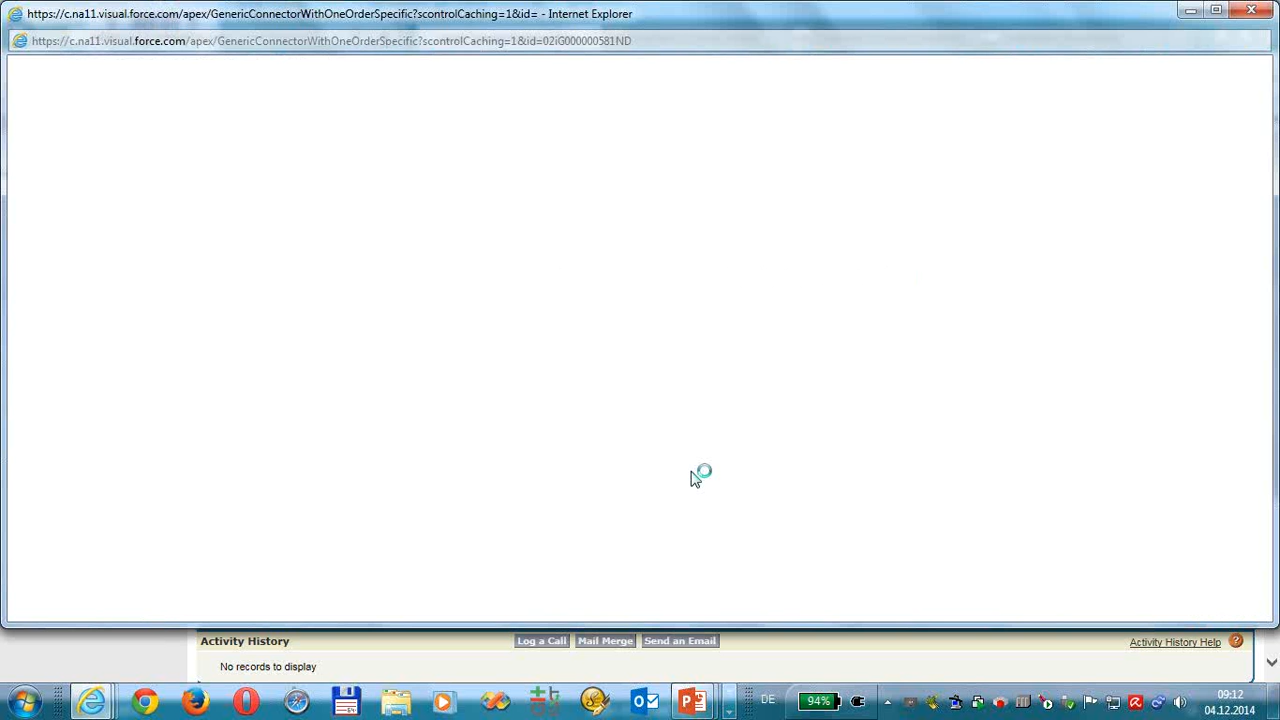 https://c.na11.visual.force.com/apex/GenericConnectorWithOneOrderSpecific?scontrolCaching=1&id= - Internet Explorer
https://c.na11.visual.force.com/apex/GenericConnectorWithOneOrderSpecific?scontrolCaching=1&id=02iG000000581ND
Activity History Log a Call Mail Merge Send an Email Activity History Help ?
No records to display
DE 94% 09:12
04.12.2014